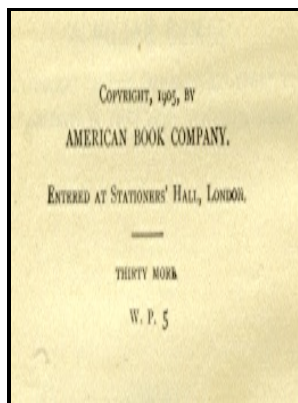 COPYRIGHT, 1905, BY
AMERICAN BOOK COMPANY.
ENTERED AT STATIONERS' HALL, LONDON.
THIRTY MORE
W. P. 5